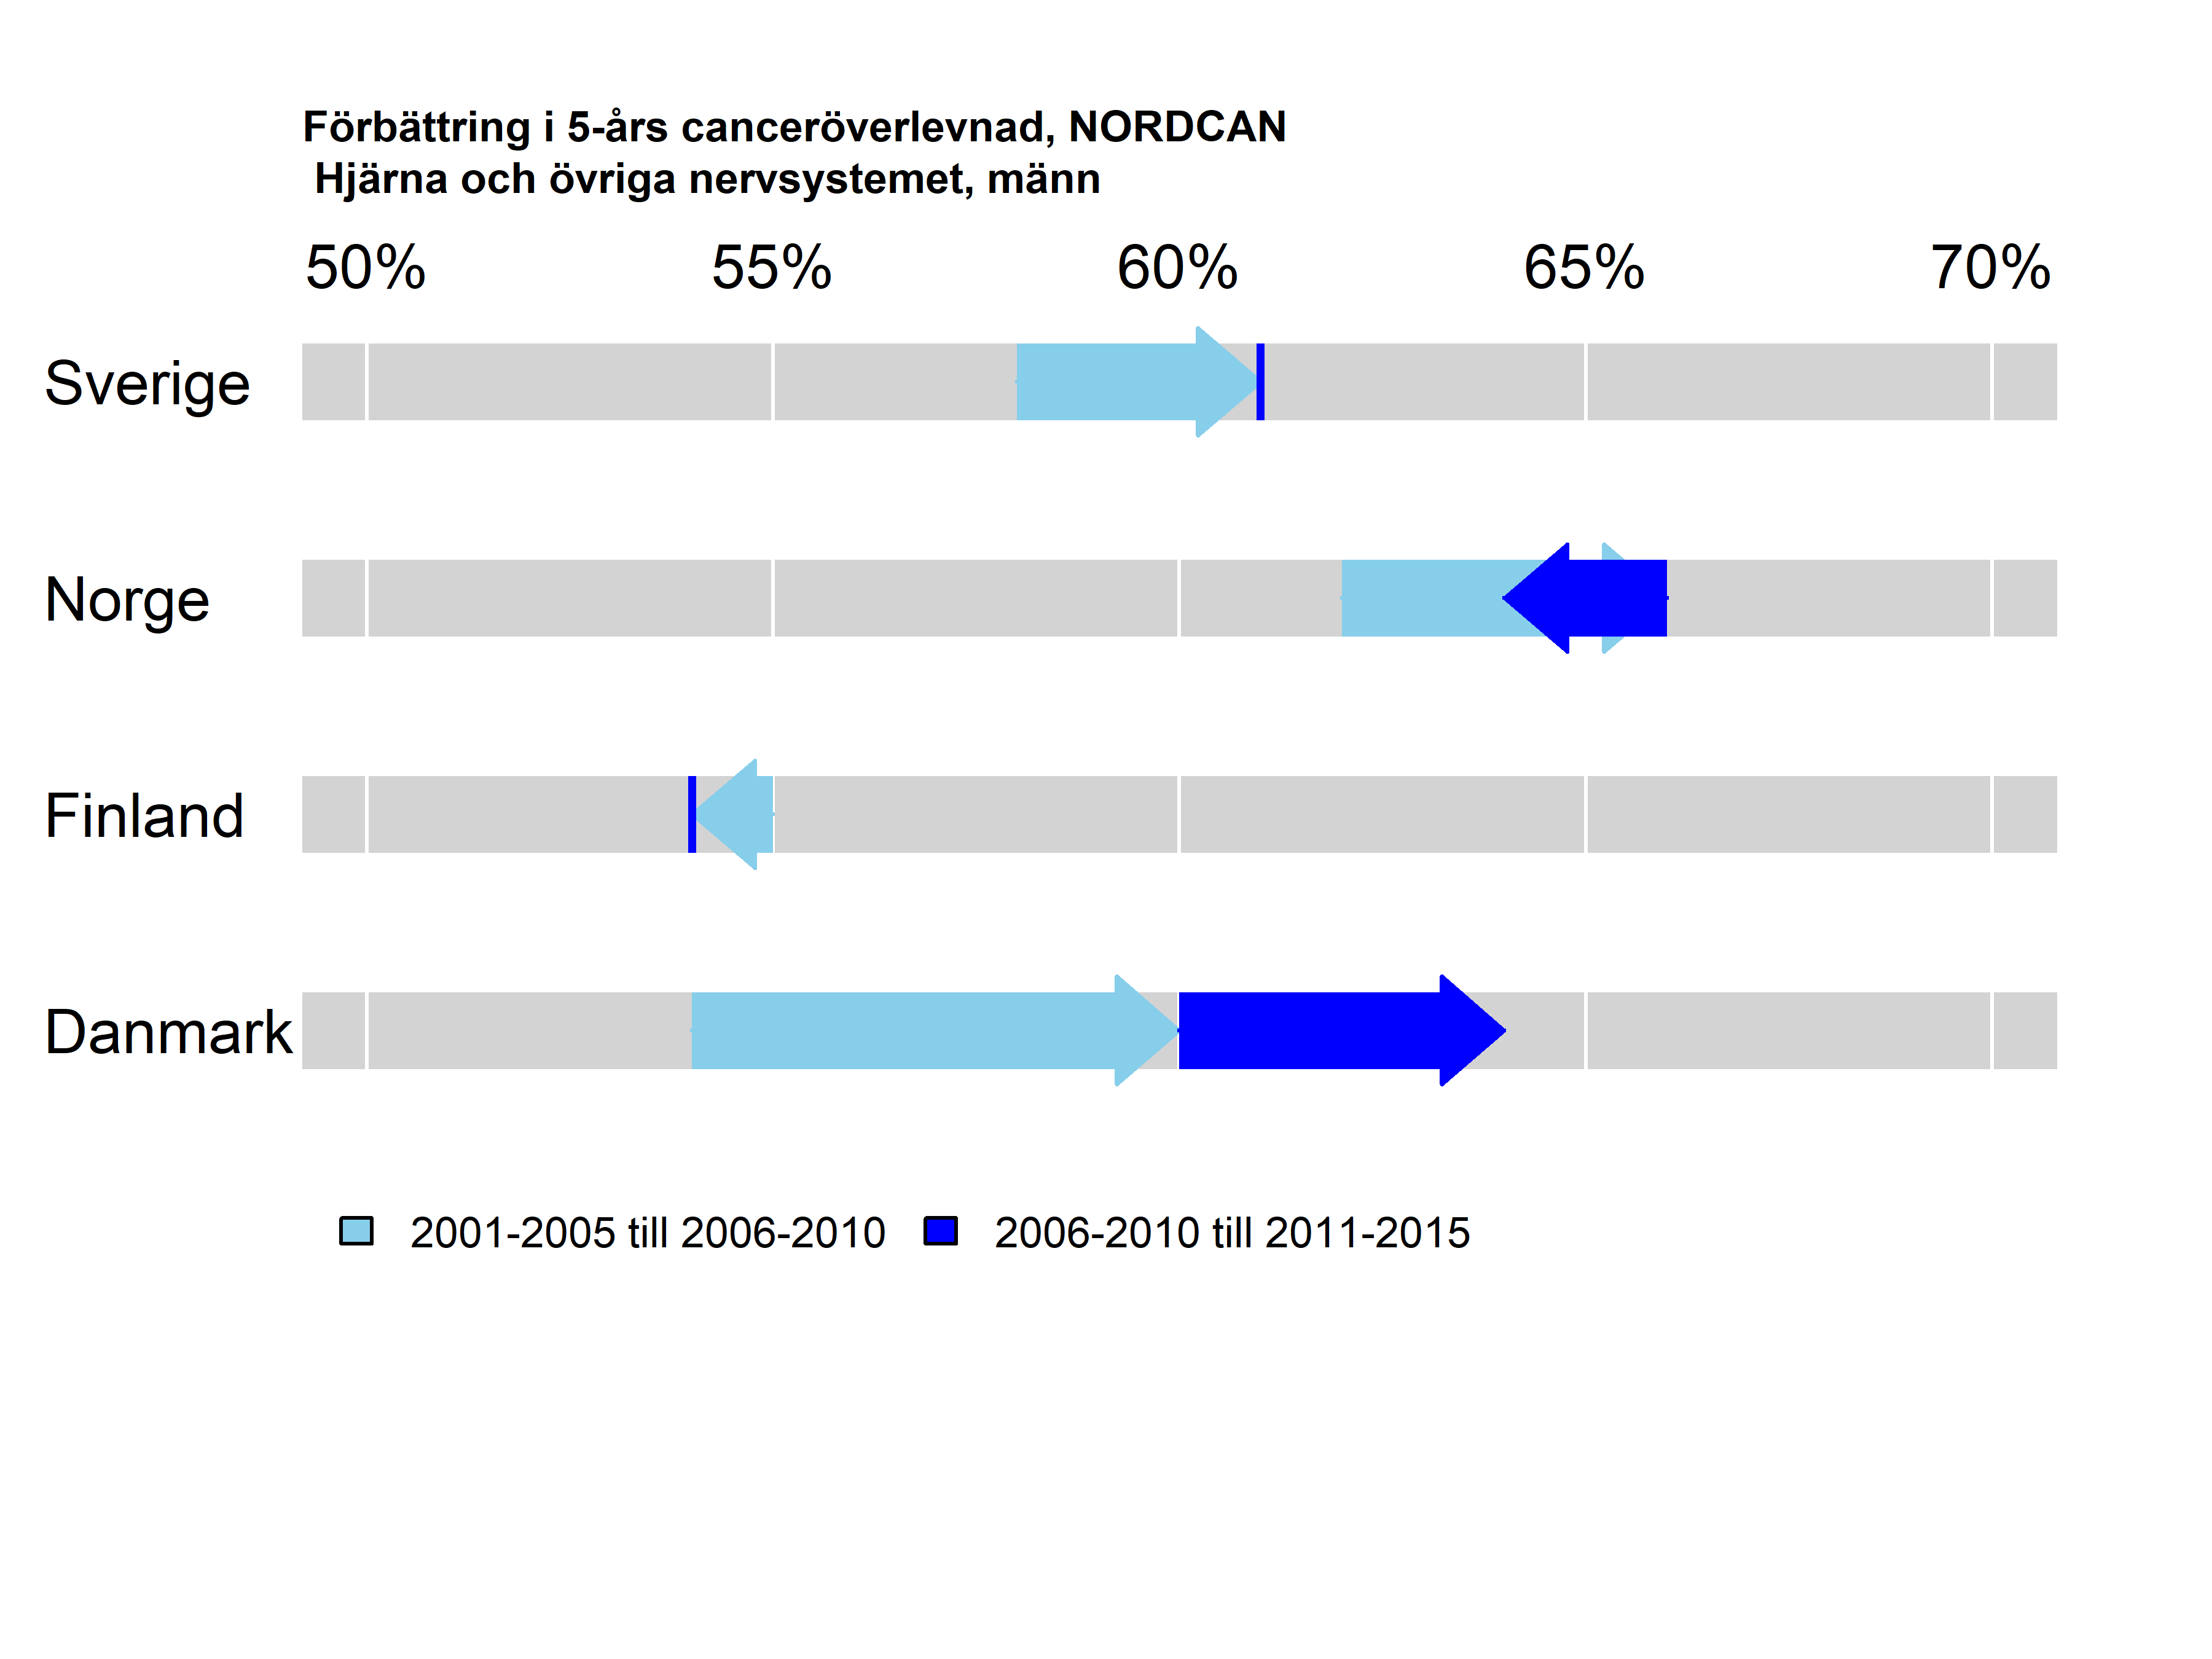 Förbättring i 5-års canceröverlevnad, NORDCAN
Hjärna och övriga nervsystemet, männ
50% 55% 60% 65% 70%
Sverige
Norge
Finland
Danmark
2001-2005 till 2006-2010 2006-2010 till 2011-2015